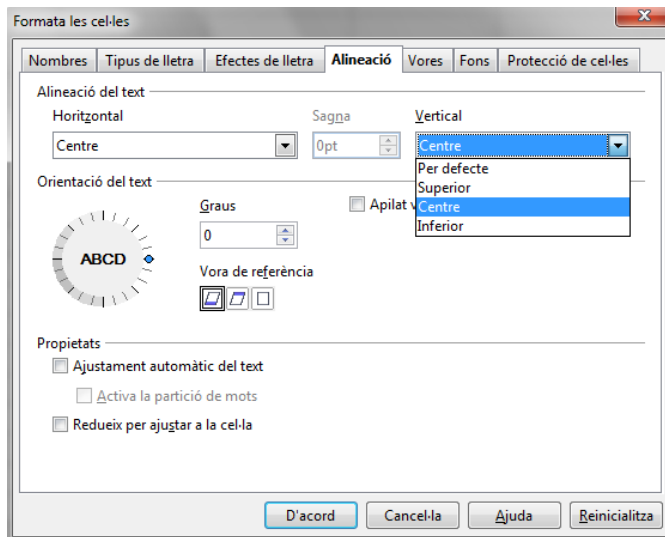 Formata les cel·les
Nombres Tipus de lletra Efectes de lletra Alineació Vores Fons Protecció de cel·les
Alineació del text
Horitzontal Sagna Vertical
Centre 0pt Centre
Per defecte
Superior
Centre
Inferior
Orientació del text
Graus Apilat
0
ABCD
Vora de referència
Propietats
Ajustament automàtic del text
Activa la partició de mots
Redueix per ajustar a la cel·la
D'acord Cancel·la Ajuda Reinicialitza